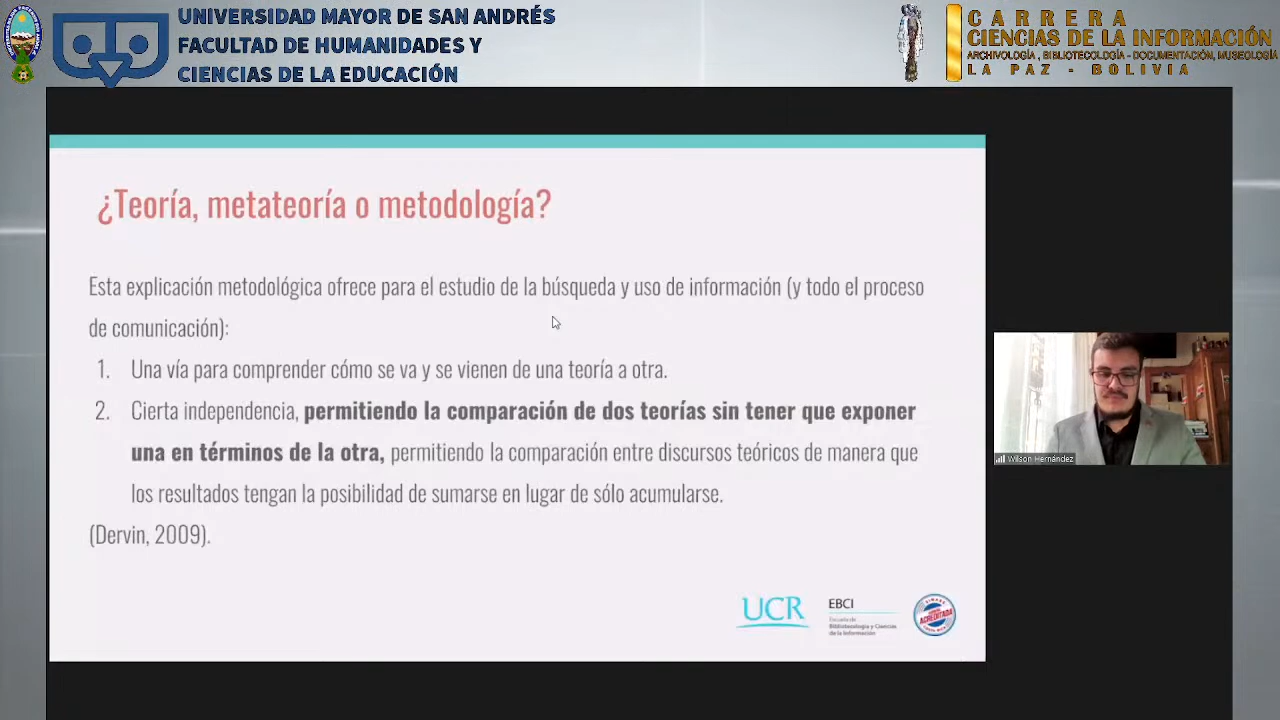 UNIVERSIDAD MAYOR DE SAN ANDRÉS
FACULTAD DE HUMANIDADES Y
CIENCIAS DE LA EDUCACIÓN
CARRERA
CIENCIAS DE LA INFORMACIÓN
ARCHIVOLOGÍA, BIBLIOTECOLOGÍA - DOCUMENTACIÓN, MUSEOLOGÍA
LA PAZ - BOLIVIA
¿Teoría, metateoría o metodología?
Esta explicación metodológica ofrece para el estudio de la búsqueda y uso de información (y todo el proceso
de comunicación):
1. Una vía para comprender cómo se va y se vienen de una teoría a otra.
2. Cierta independencia, permitiendo la comparación de dos teorías sin tener que exponer
una en términos de la otra, permitiendo la comparación entre discursos teóricos de manera que
los resultados tengan la posibilidad de sumarse en lugar de sólo acumularse.
(Dervin, 2009).
Wilson Hernández
UCR
EBCI
Escuela de
Bibliotecología y Ciencias
de la Información
ACREDITADA